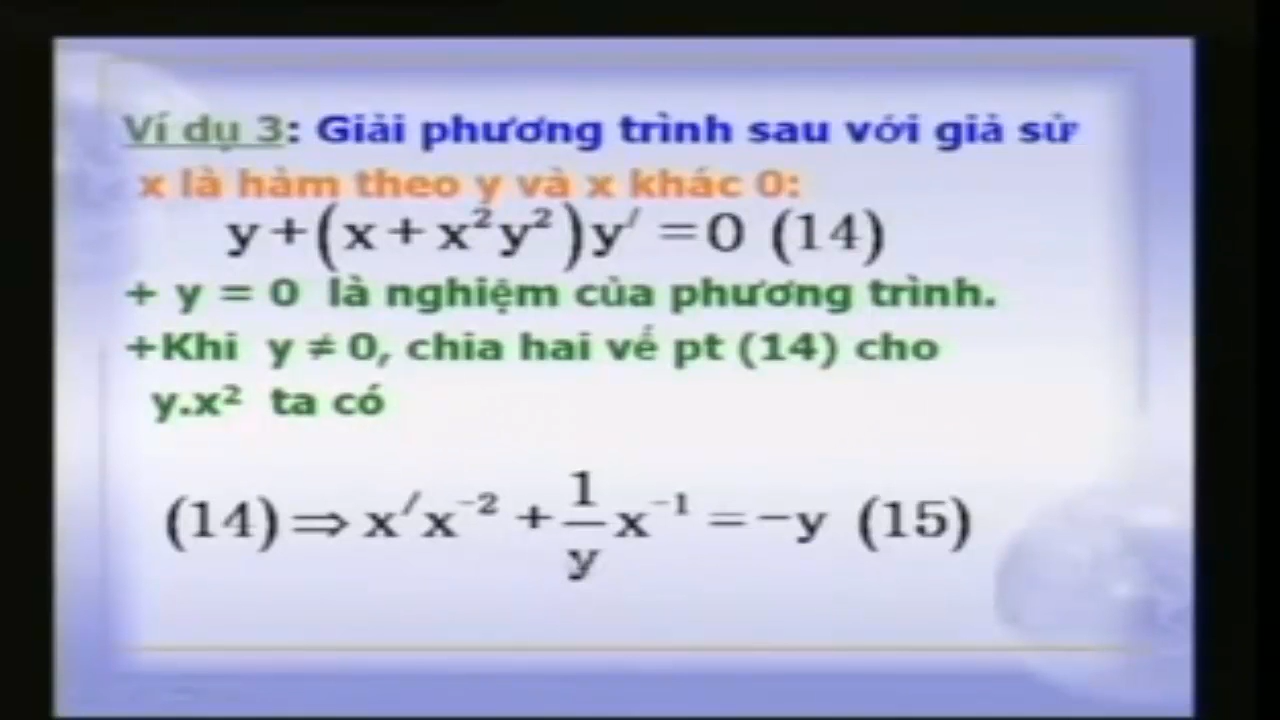 Ví dụ 3: Giải phương trình sau với giả sử
x là hàm theo y và x khác 0:
y+(x+x²y²)y′ =0 (14)
+ y = 0 là nghiệm của phương trình.
+Khi y ≠ 0, chia hai vế pt (14) cho
y.x² ta có
(14)⇒x′x⁻²+1/y x⁻¹=−y (15)